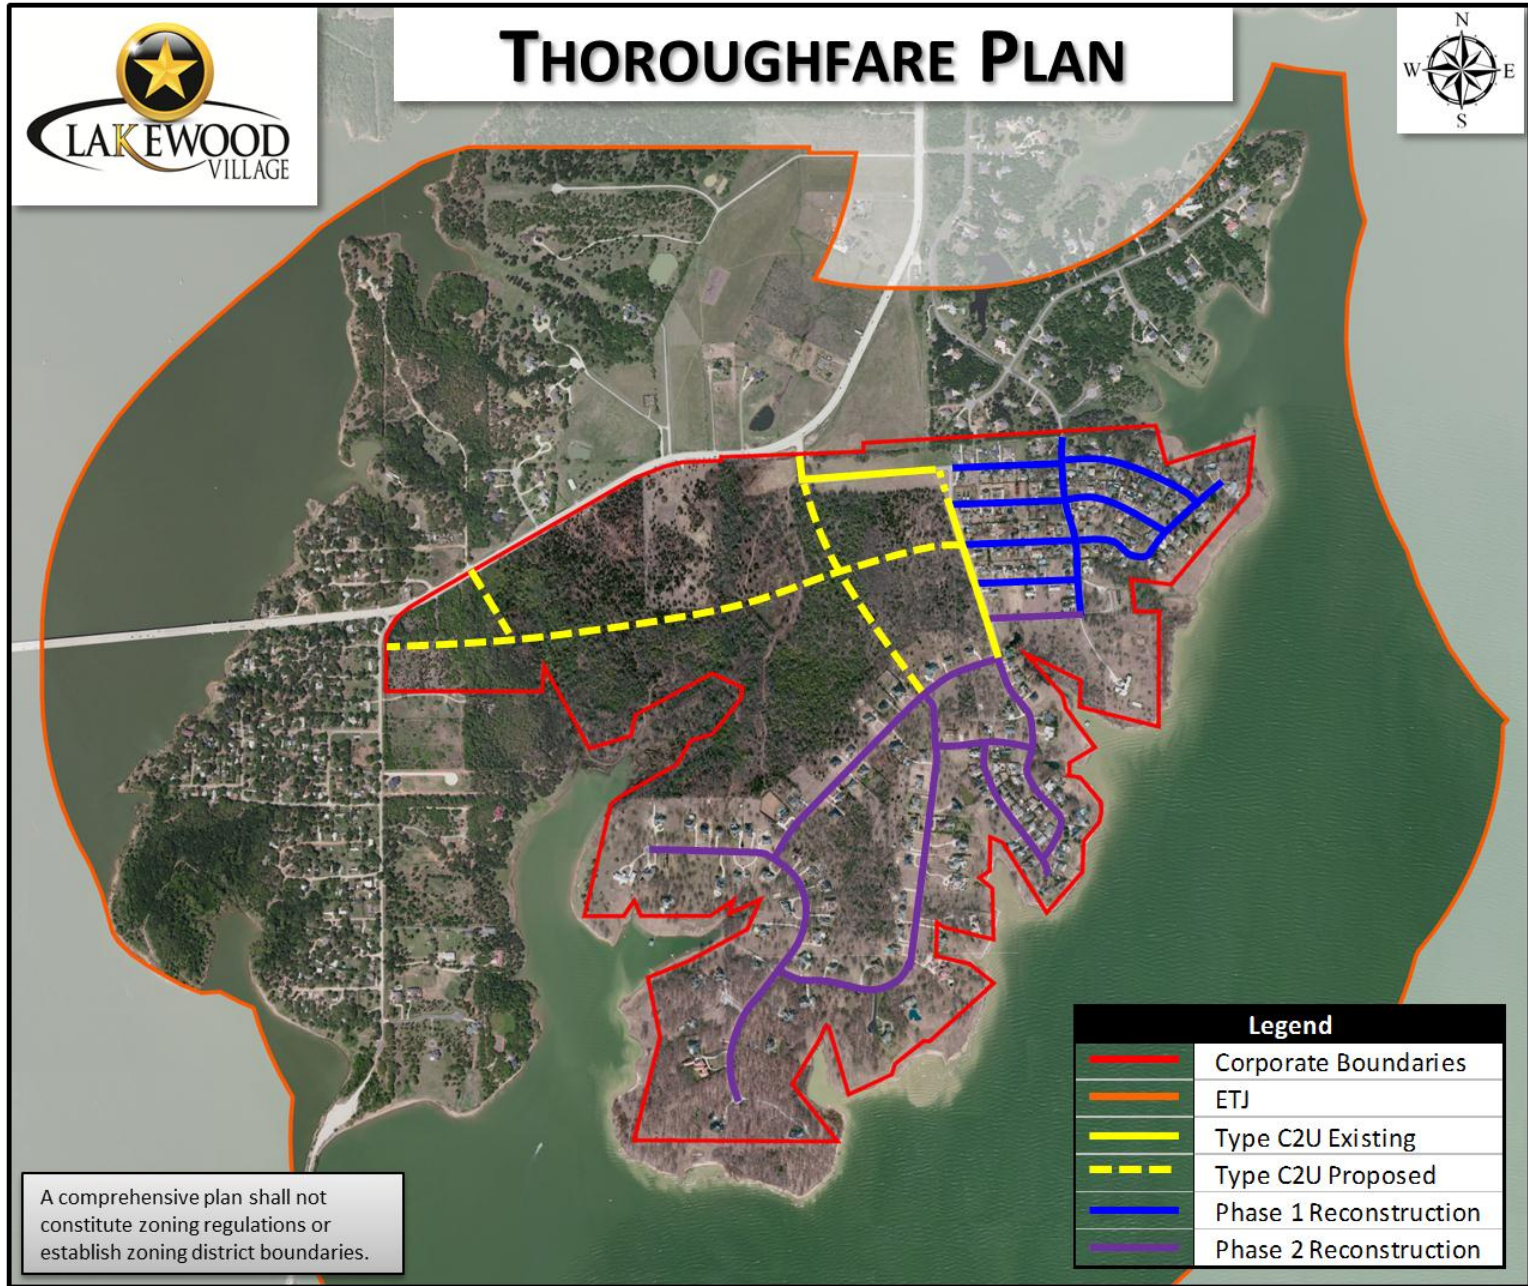 THOROUGHFARE PLAN
LAKEWOOD
VILLAGE
N
W
E
S
Legend
Corporate Boundaries
ETJ
Type C2U Existing
Type C2U Proposed
Phase 1 Reconstruction
Phase 2 Reconstruction
A comprehensive plan shall not
constitute zoning regulations or
establish zoning district boundaries.